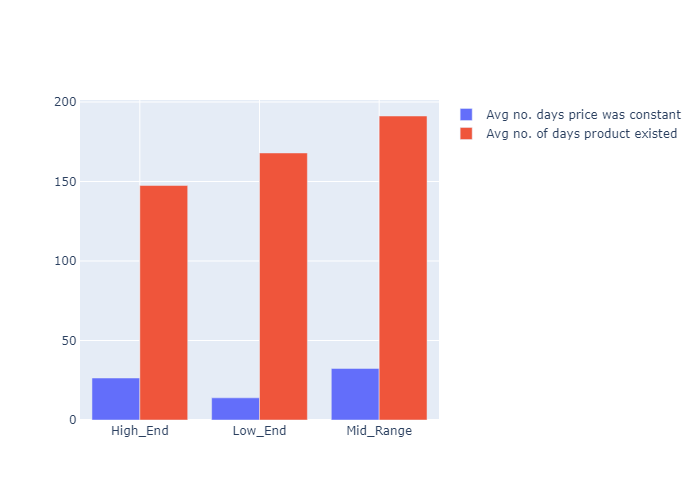 200
150
100
50
0
High_End Low_End Mid_Range
Avg no. days price was constant
Avg no. of days product existed